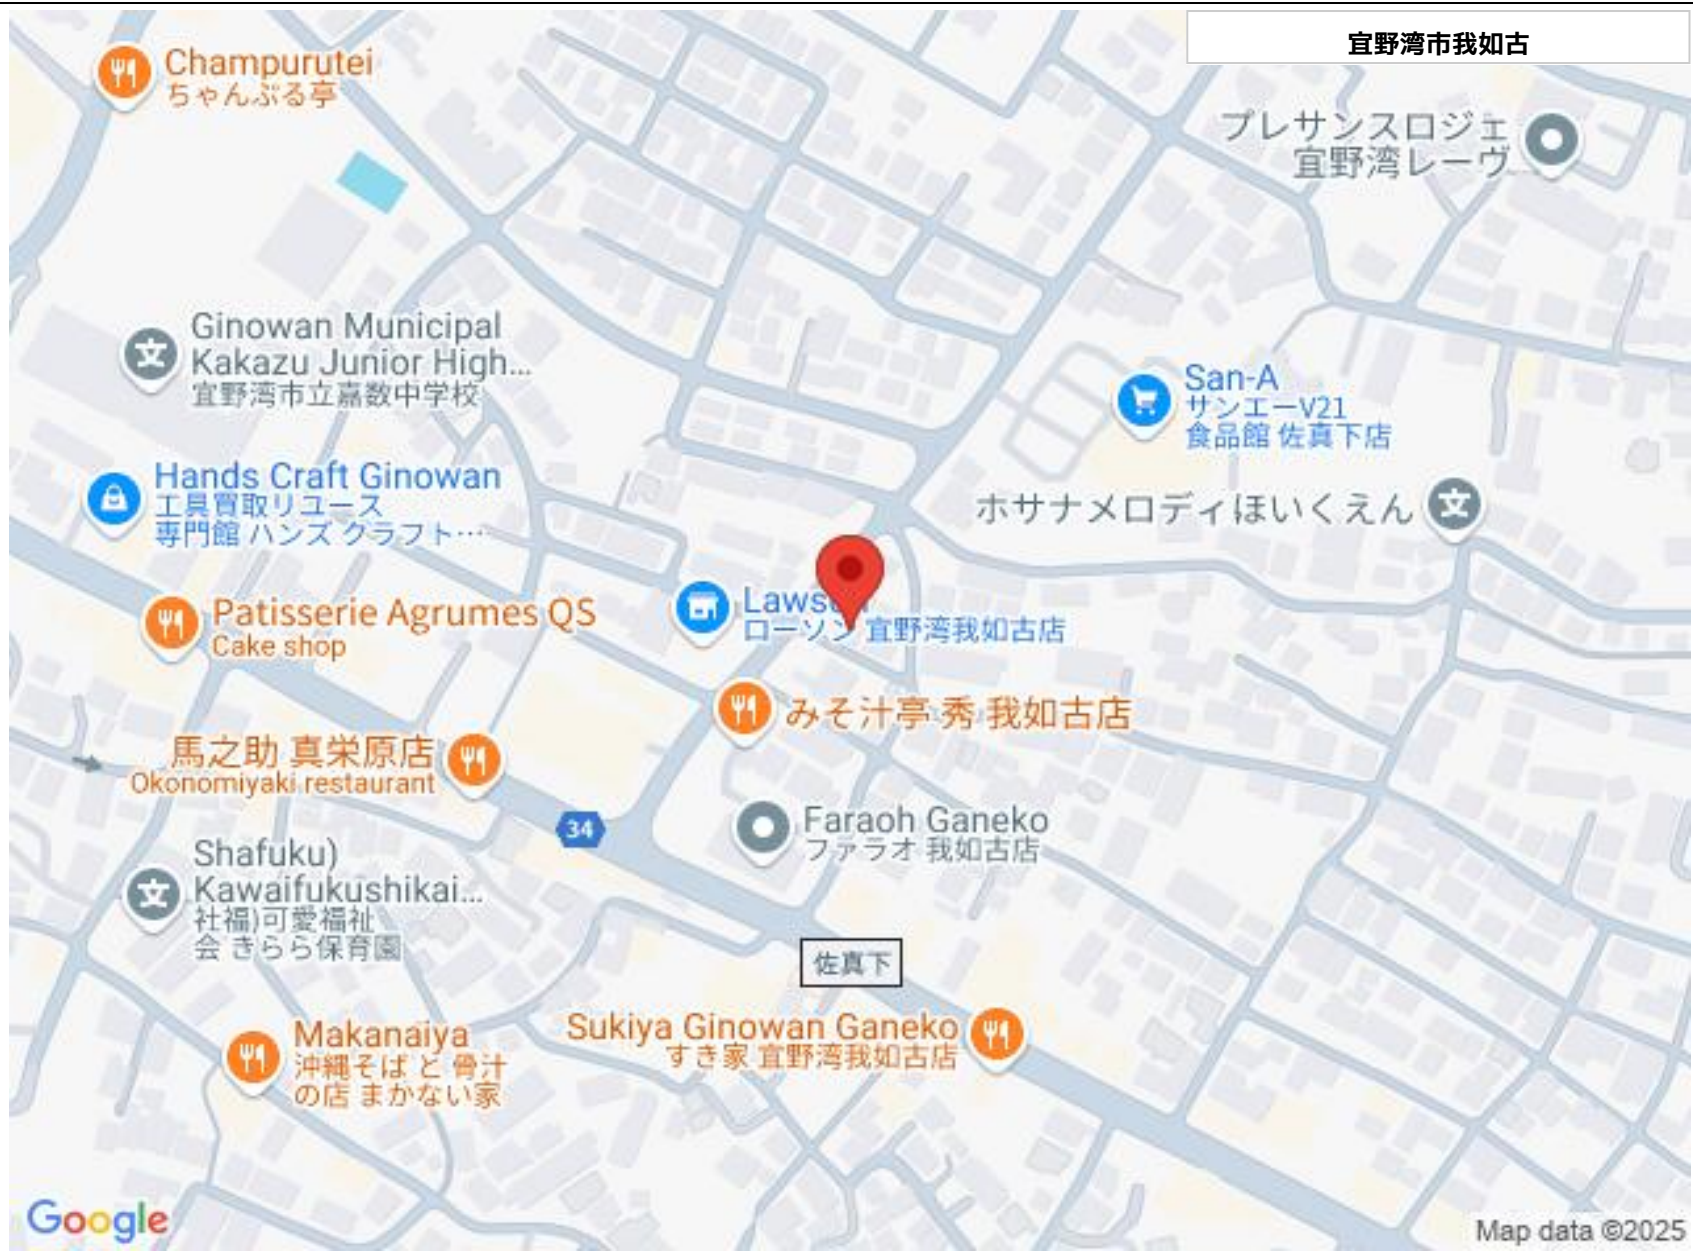 宜野湾市我如古
Champurutei
ちゃんぷる亭
プレサンスロジェ
宜野湾レーヴ
Ginowan Municipal
Kakazu Junior High...
宜野湾市立嘉数中学校
San-A
サンエーV21
食品館 佐真下店
Hands Craft Ginowan
工具買取リユース
専門館 ハンズ クラフト…
ホサナメロディほいくえん
Patisserie Agrumes QS
Cake shop
ローソン 宜野湾我如古店
みそ汁亭 秀 我如古店
馬之助 真栄原店
Okonomiyaki restaurant
34
Faraoh Ganeko
ファラオ 我如古店
Shafuku)
Kawaifukushikai...
社福)可愛福祉
会 きらら保育園
佐真下
Sukiya Ginowan Ganeko
すき家 宜野湾我如古店
Makanaiya
沖縄そば と 骨汁
の店 まかない家
Google
Map data ©2025